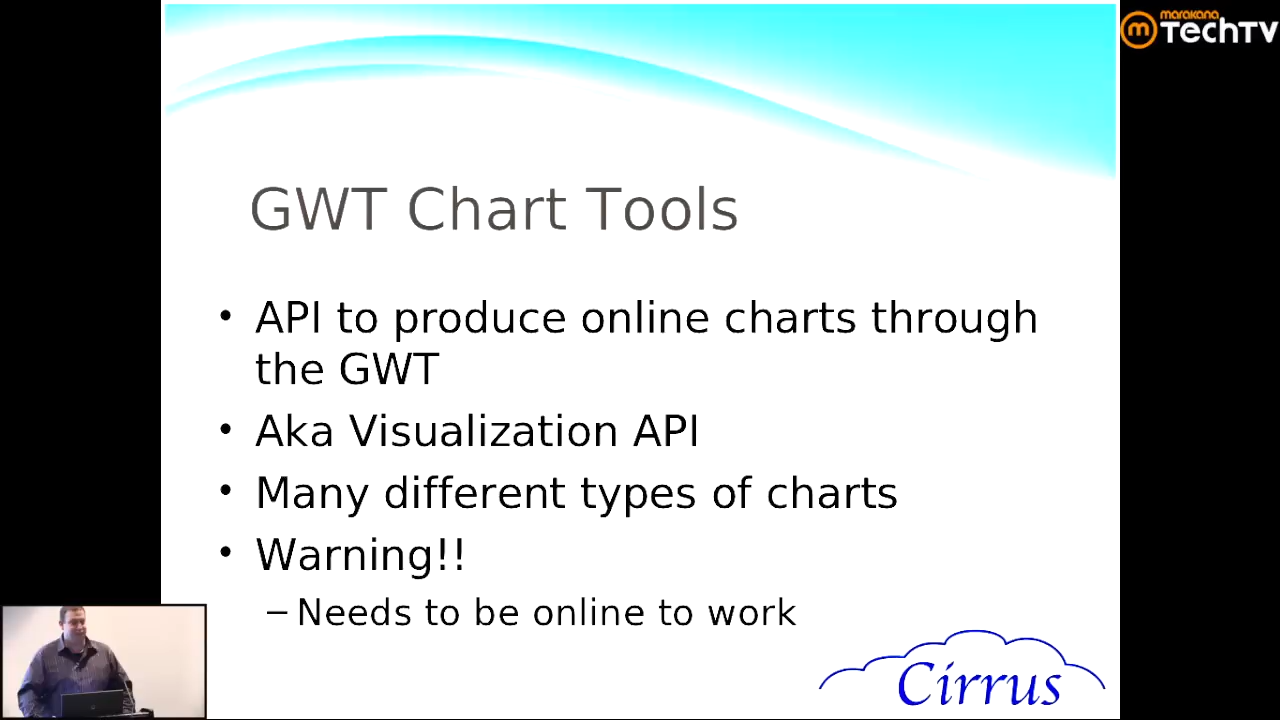 marakana
m TechTV
GWT Chart Tools
• API to produce online charts through
the GWT
• Aka Visualization API
• Many different types of charts
• Warning!!
– Needs to be online to work
Cirrus